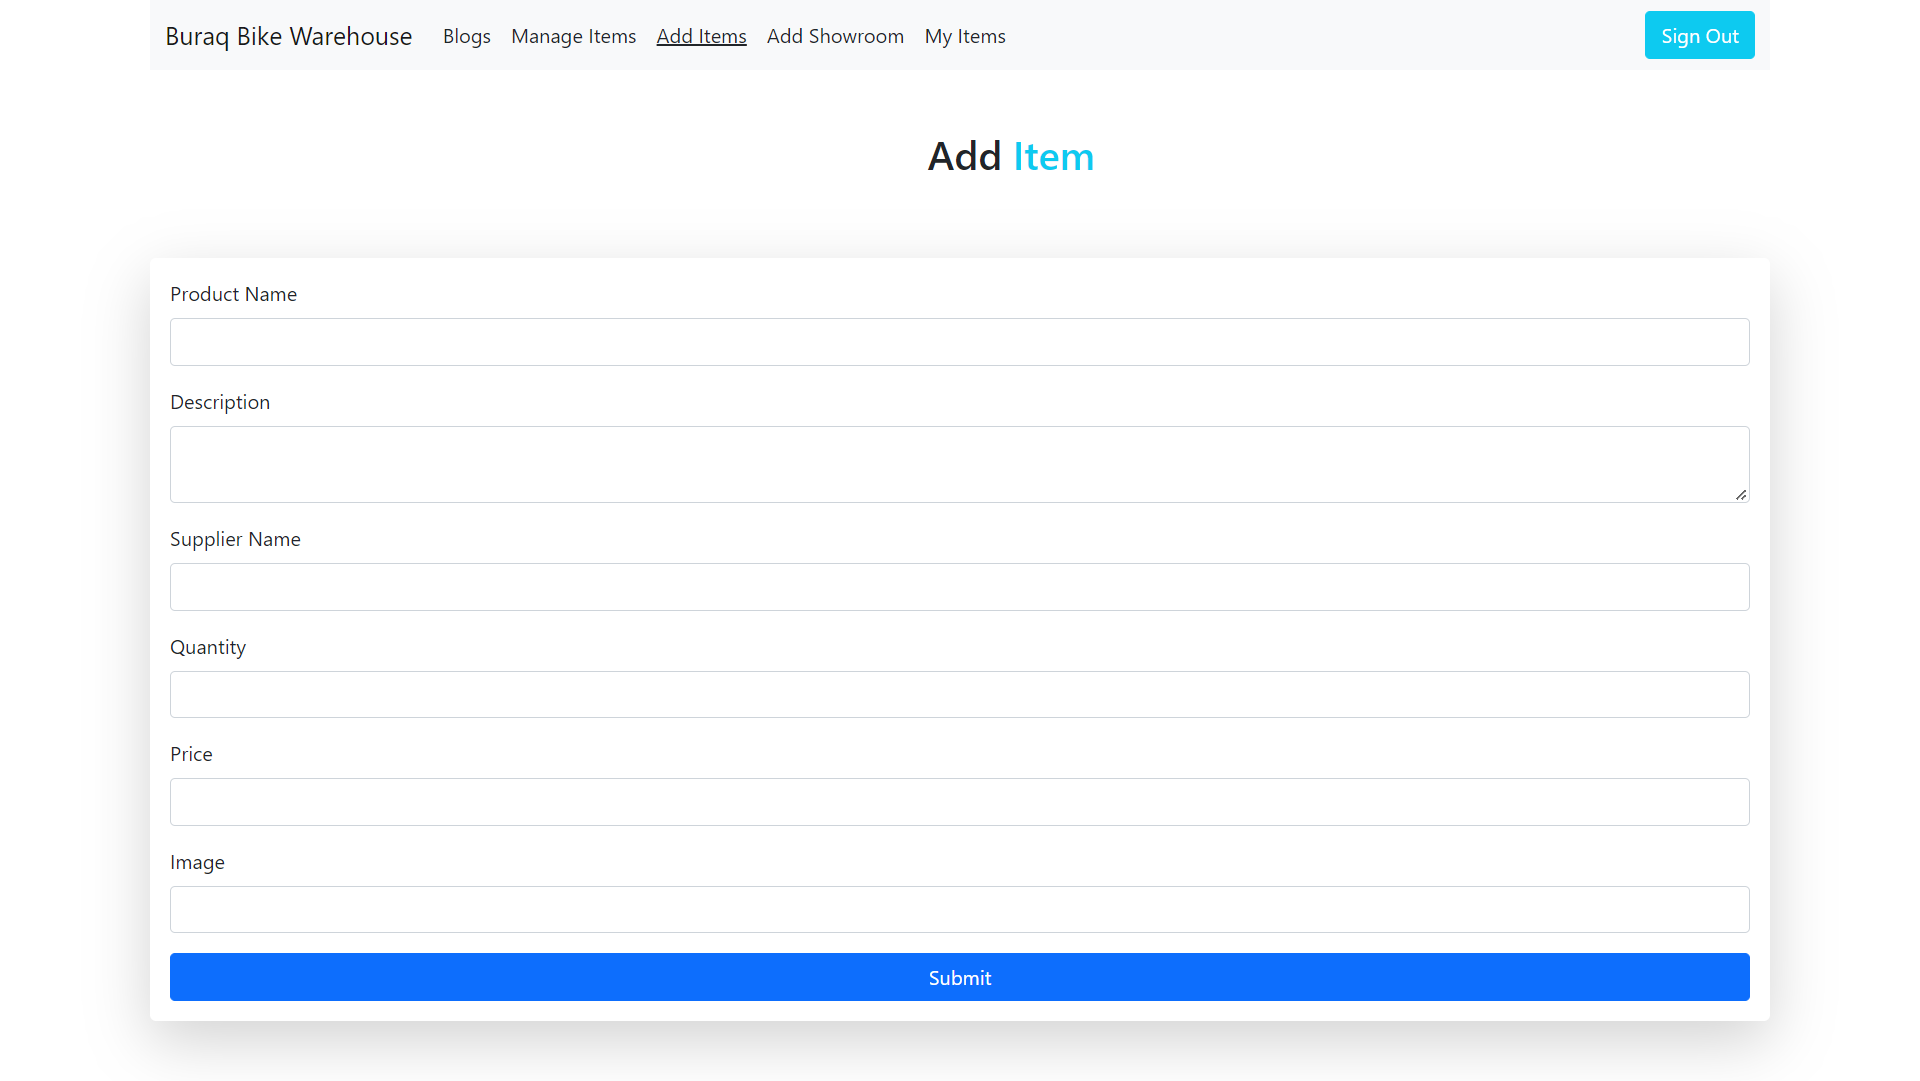 Buraq Bike Warehouse Blogs Manage Items Add Items Add Showroom My Items Sign Out
Add Item
Product Name
Description
Supplier Name
Quantity
Price
Image
Submit